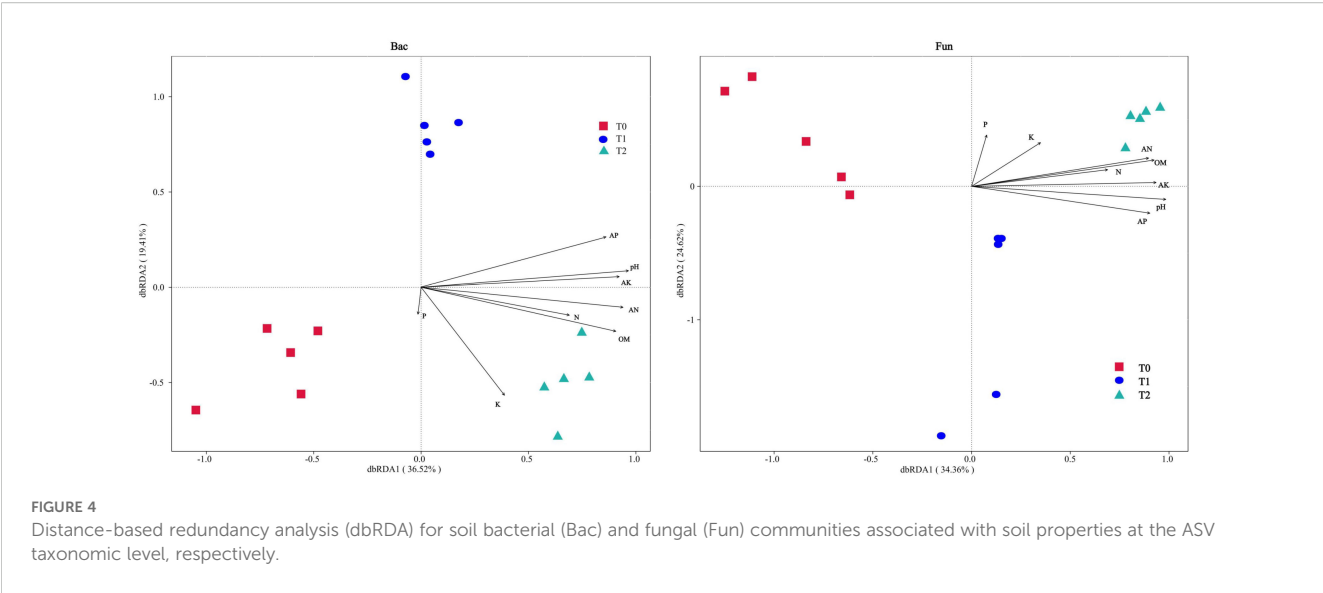 Bac
1.0
0.5
0.0
-0.5
dbRDA2 ( 19.41% )
T0
T1
T2
AP
pH
AK
AN
N
OM
P
K
-1.0
-0.5
0.0
0.5
1.0
dbRDA1 ( 36.52% )
Fun
0
-1
dbRDA2 ( 24.62% )
P
K
AN
OM
N
AK
pH
AP
T0
T1
T2
-1.0
-0.5
0.0
0.5
1.0
dbRDA1 ( 34.36% )
FIGURE 4
Distance-based redundancy analysis (dbRDA) for soil bacterial (Bac) and fungal (Fun) communities associated with soil properties at the ASV
taxonomic level, respectively.